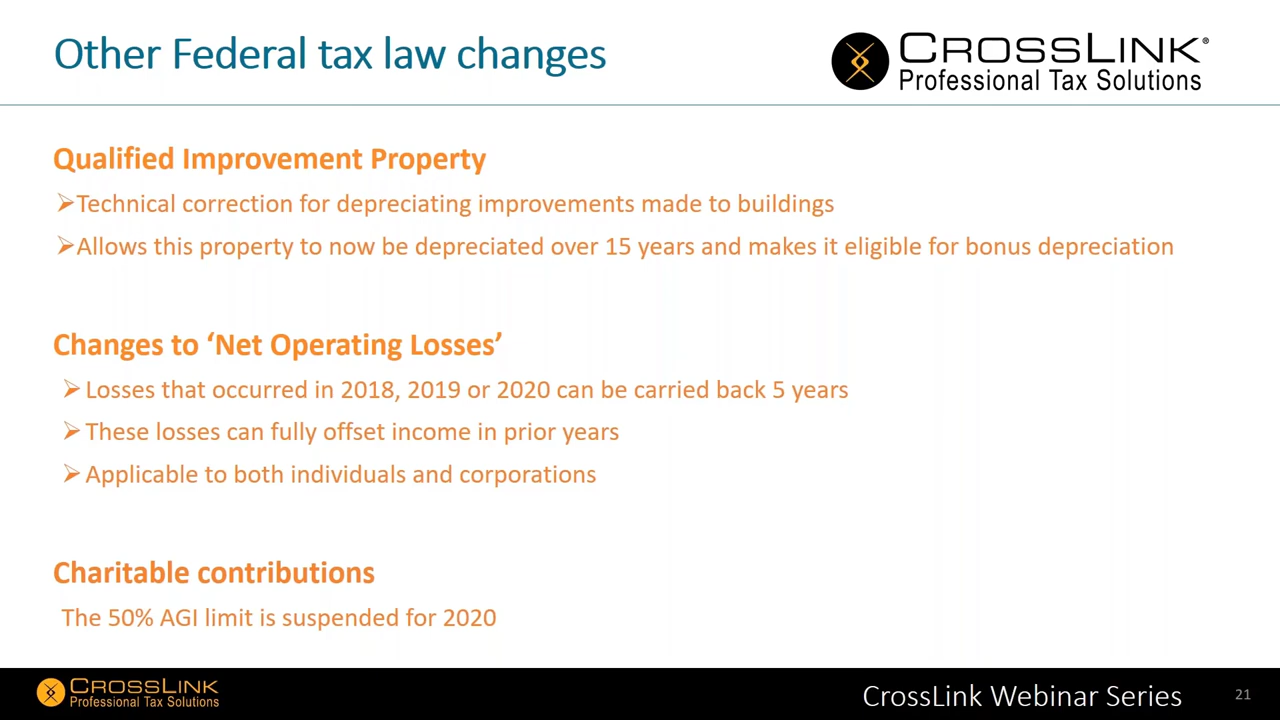 Other Federal tax law changes
CROSSLINK®
Professional Tax Solutions
Qualified Improvement Property
➢Technical correction for depreciating improvements made to buildings
➢Allows this property to now be depreciated over 15 years and makes it eligible for bonus depreciation
Changes to ‘Net Operating Losses’
➢ Losses that occurred in 2018, 2019 or 2020 can be carried back 5 years
➢ These losses can fully offset income in prior years
➢ Applicable to both individuals and corporations
Charitable contributions
The 50% AGI limit is suspended for 2020
CROSSLINK
Professional Tax Solutions
CrossLink Webinar Series
21